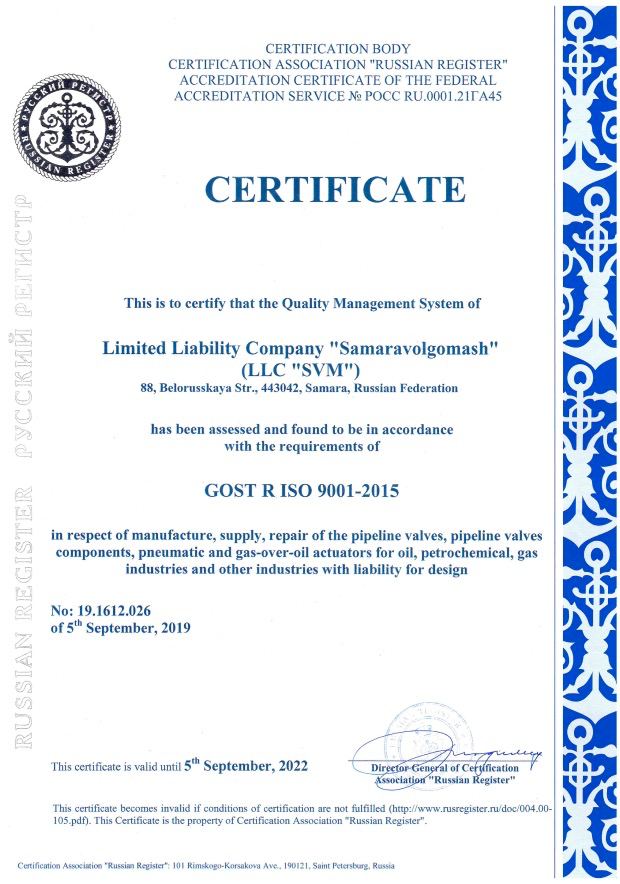 CERTIFICATION BODY
CERTIFICATION ASSOCIATION "RUSSIAN REGISTER"
ACCREDITATION CERTIFICATE OF THE FEDERAL
ACCREDITATION SERVICE № РОСС RU.0001.21ГА45
РУССКИЙ РЕГИСТР
RUSSIAN REGISTER
CERTIFICATE
This is to certify that the Quality Management System of
Limited Liability Company "Samaravolgomash"
(LLC "SVM")
88, Belorusskaya Str., 443042, Samara, Russian Federation
has been assessed and found to be in accordance
with the requirements of
GOST R ISO 9001-2015
in respect of manufacture, supply, repair of the pipeline valves, pipeline valves
components, pneumatic and gas-over-oil actuators for oil, petrochemical, gas
industries and other industries with liability for design
No: 19.1612.026
of 5th September, 2019
RUSSIAN REGISTER РУССКИЙ РЕГИСТР
This certificate is valid until 5th September, 2022
Director General of Certification
Association "Russian Register"
This certificate becomes invalid if conditions of certification are not fulfilled (http://www.rusregister.ru/doc/004.00-
105.pdf). This Certificate is the property of Certification Association "Russian Register".
Certification Association "Russian Register": 101 Rimskogo-Korsakova Ave., 190121, Saint Petersburg, Russia